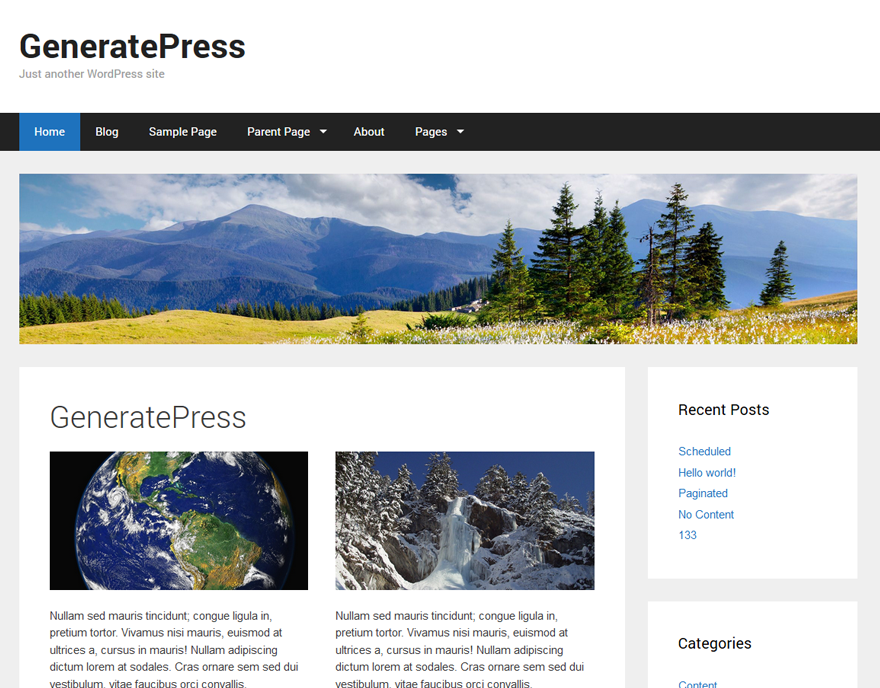 GeneratePress
Just another WordPress site
Home Blog Sample Page Parent Page About Pages
GeneratePress
Nullam sed mauris tincidunt; congue ligula in,
pretium tortor. Vivamus nisi mauris, euismod at
ultrices a, cursus in mauris! Nullam adipiscing
dictum lorem at sodales. Cras ornare sem sed dui
vestibulum, vitae faucibus orci convallis.
Nullam sed mauris tincidunt; congue ligula in,
pretium tortor. Vivamus nisi mauris, euismod at
ultrices a, cursus in mauris! Nullam adipiscing
dictum lorem at sodales. Cras ornare sem sed dui
vestibulum, vitae faucibus orci convallis.
Recent Posts
Scheduled
Hello world!
Paginated
No Content
133
Categories
Content